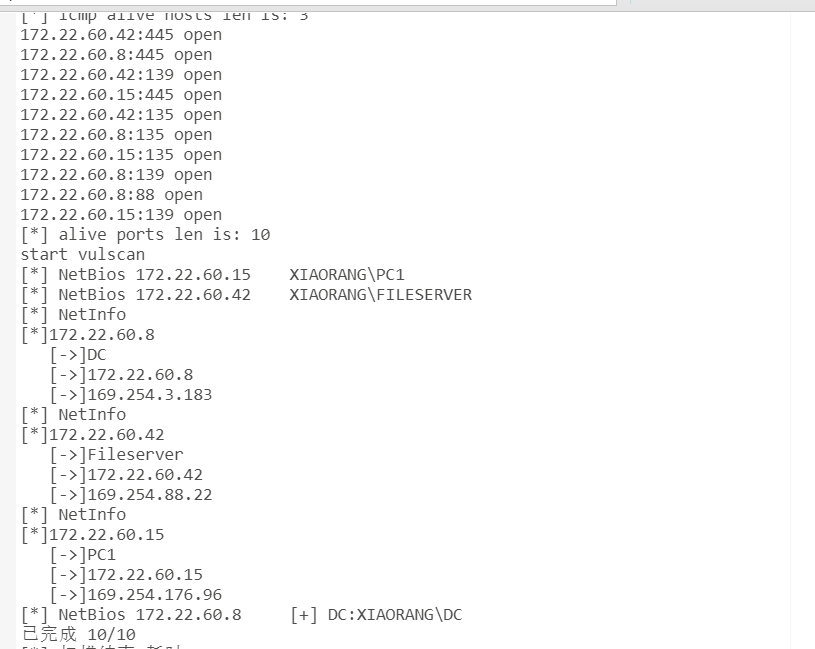 [*] icmp alive hosts len is: 3
172.22.60.42:445 open
172.22.60.8:445 open
172.22.60.42:139 open
172.22.60.15:445 open
172.22.60.42:135 open
172.22.60.8:135 open
172.22.60.15:135 open
172.22.60.8:139 open
172.22.60.8:88 open
172.22.60.15:139 open
[*] alive ports len is: 10
start vulscan
[*] NetBios 172.22.60.15    XIAORANG\PC1
[*] NetBios 172.22.60.42    XIAORANG\FILESERVER
[*] NetInfo
[*]172.22.60.8
   [->]DC
   [->]172.22.60.8
   [->]169.254.3.183
[*] NetInfo
[*]172.22.60.42
   [->]Fileserver
   [->]172.22.60.42
   [->]169.254.88.22
[*] NetInfo
[*]172.22.60.15
   [->]PC1
   [->]172.22.60.15
   [->]169.254.176.96
[*] NetBios 172.22.60.8     [+] DC:XIAORANG\DC
已完成 10/10